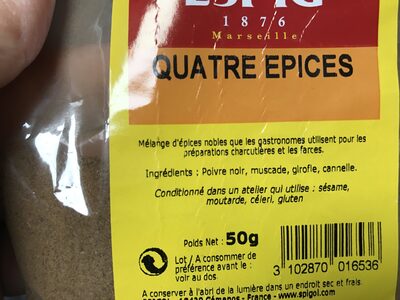 1876
Marseille
QUATRE EPICES
Mélange d'épices nobles que les gastronomes utilisent pour les
préparations charcutières et les farces.
Ingrédients : Poivre noir, muscade, girofle, cannelle.
Conditionné dans un atelier qui utilise : sésame,
moutarde, céleri, gluten
Poids Net : 50g
Lot / A consommer de
préférence avant le :
voir au dos.
3 102870 016536
A conserver à l'abri de la lumière dans un endroit sec et frais
Gémenos - France - www.spigol.com